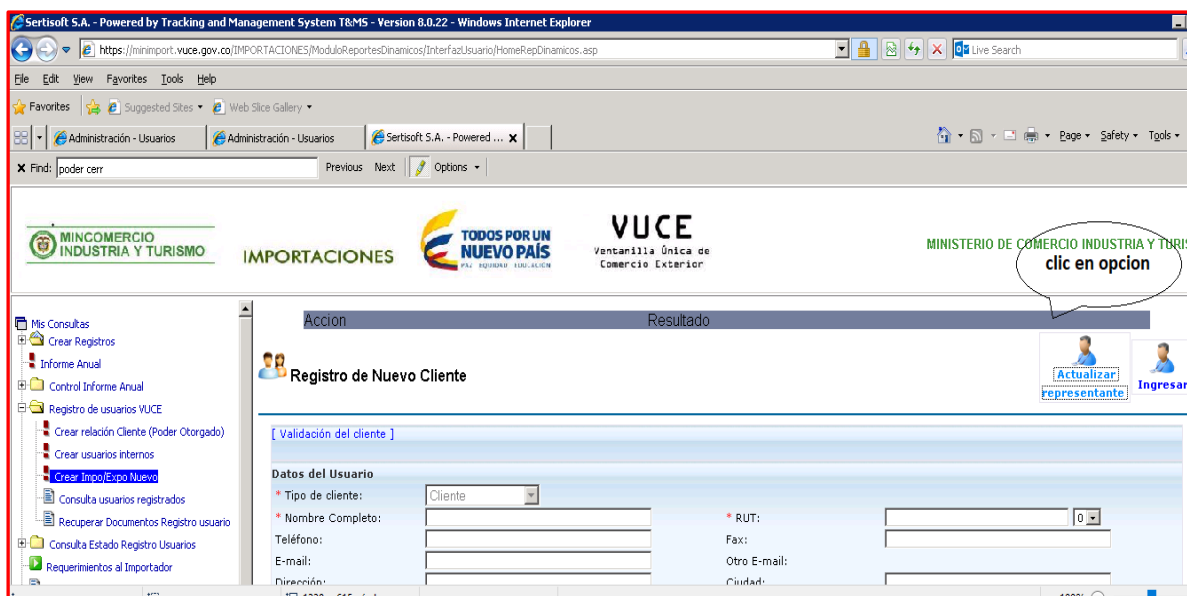 Sertisoft S.A. - Powered by Tracking and Management System T&MS - Version 8.0.22 - Windows Internet Explorer
https://minimport.vuce.gov.co/IMPORTACIONES/ModuloReportesDinamicos/InterfazUsuario/HomeRepDinamicos.asp
Live Search
File Edit View Favorites Tools Help
Favorites Suggested Sites Web Slice Gallery
Administración - Usuarios Administración - Usuarios Sertisoft S.A. - Powered ... X Page Safety Tools
X Find: poder cerr Previous Next Options
MINCOMERCIO
INDUSTRIA Y TURISMO
IMPORTACIONES
TODOS POR UN
NUEVO PAÍS
PAZ EQUIDAD EDUCACIÓN
VUCE
Ventanilla Única de
Comercio Exterior
MINISTERIO DE COMERCIO INDUSTRIA Y TURIS
clic en opcion
Mis Consultas
Crear Registros
Informe Anual
Control Informe Anual
Registro de usuarios VUCE
Crear relación Cliente (Poder Otorgado)
Crear usuarios internos
Crear Impo/Expo Nuevo
Consulta usuarios registrados
Recuperar Documentos Registro usuario
Consulta Estado Registro Usuarios
Requerimientos al Importador
Accion Resultado
Registro de Nuevo Cliente
Actualizar
representante
Ingresar
[ Validación del cliente ]
Datos del Usuario
* Tipo de cliente: Cliente
* Nombre Completo: * RUT: 0
Teléfono: Fax:
E-mail: Otro E-mail:
Dirección: Ciudad: